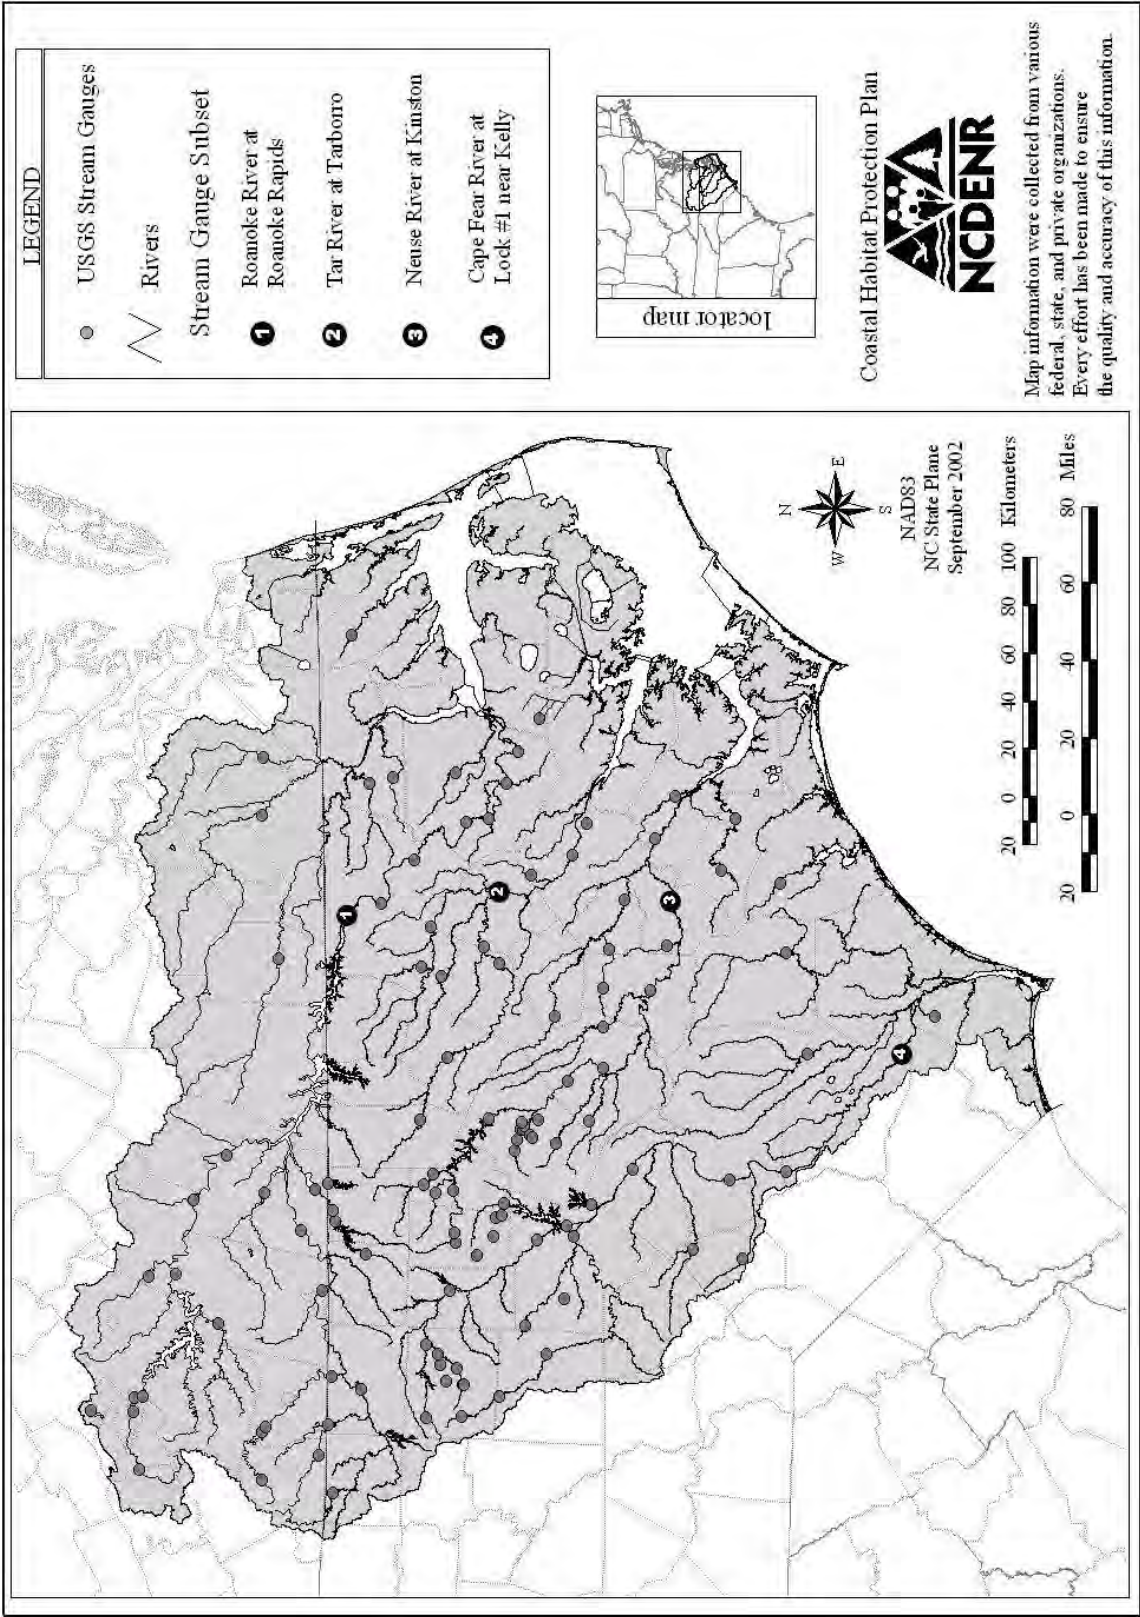 LEGEND
USGS Stream Gauges
Rivers
Stream Gauge Subset
1
Roanoke River at
Roanoke Rapids
2
Tar River at Tarboro
3
Neuse River at Kinston
4
Cape Fear River at
Lock #1 near Kelly
locator map
Coastal Habitat Protection Plan
NCDENR
Map information were collected from various
federal, state, and private organizations.
Every effort has been made to ensure
the quality and accuracy of this information.
1
2
3
4
N
W E
S
NAD83
NC State Plane
September 2002
20 0 20 40 60 80 100 Kilometers
20 0 20 40 60 80 Miles